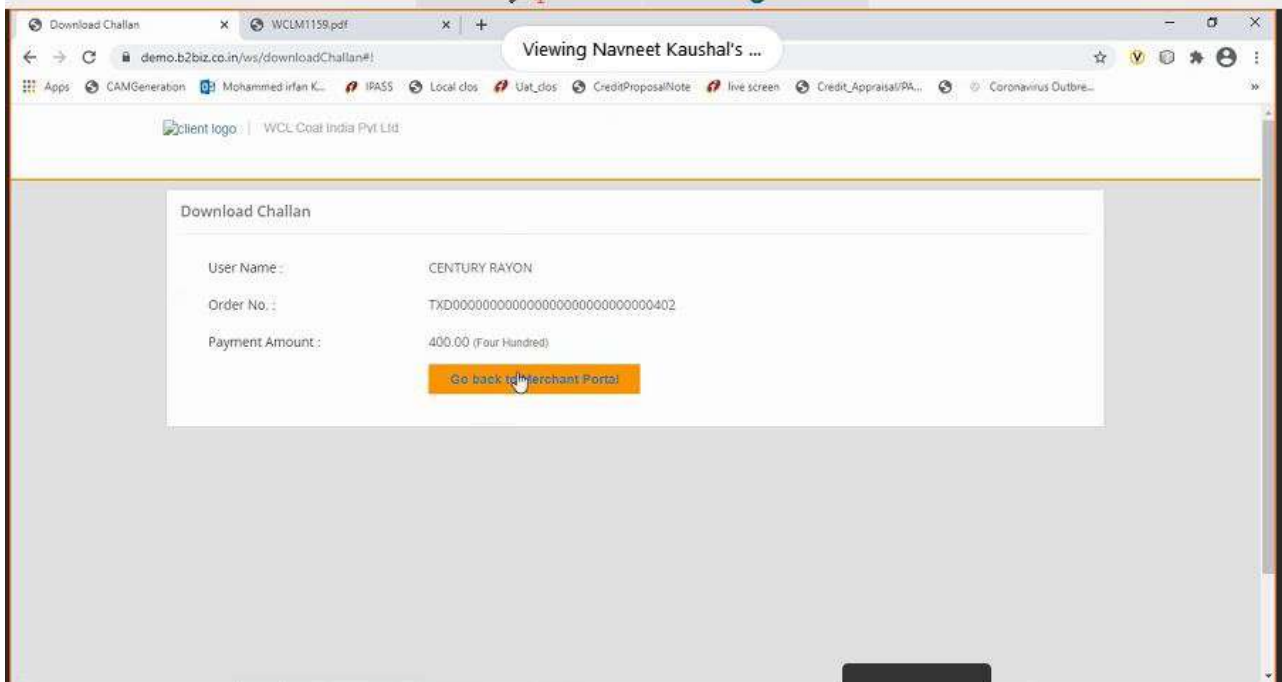 Download Challan
WCLM1159.pdf
Viewing Navneet Kaushal's ...
demo.b2biz.co.in/ws/downloadChallan#!
Apps CAMGeneration Mohammed irfan K... IPASS Local clos Uat_clos CreditProposalNote live screen Credit_Appraisal/PA... Coronavirus Outbre... »
client logo | WCL Coal India Pvt Ltd
Download Challan
User Name : CENTURY RAYON
Order No. :
Payment Amount : 400.00 (Four Hundred)
Go back to Merchant Portal